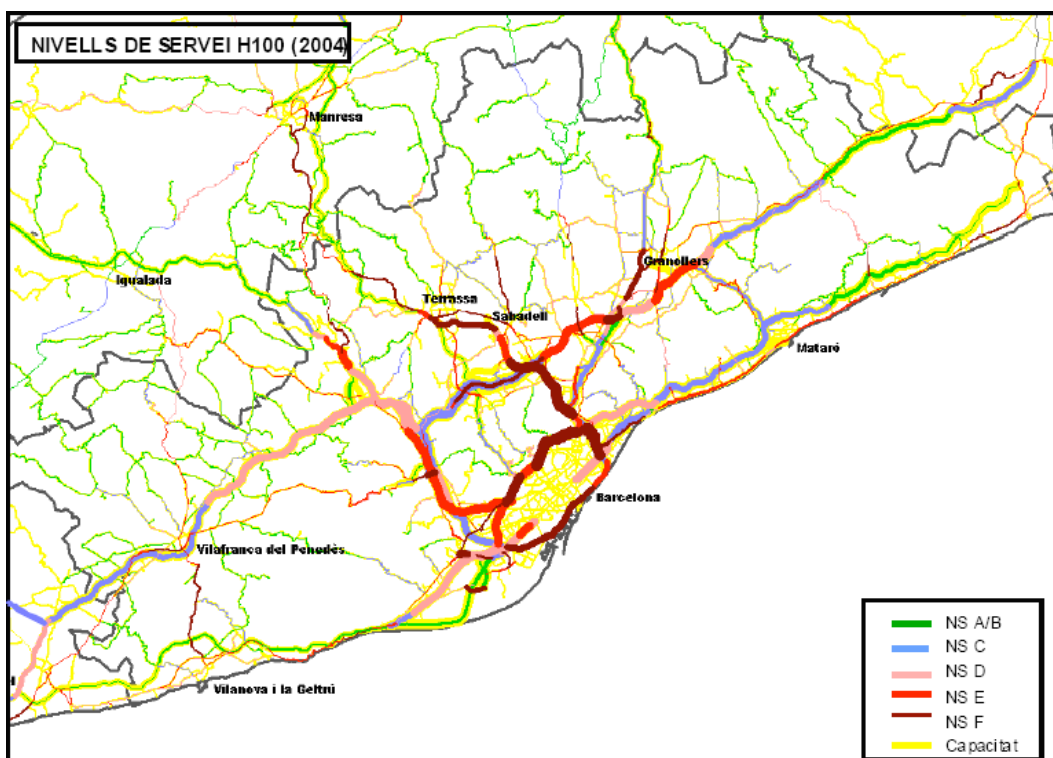 NIVELLS DE SERVEI H100 (2004)
Manresa
Igualada
Granollers
Terrassa
Sabadell
Mataró
Barcelona
Vilafranca del Penedès
Vilanova i la Geltrú
NS A/B
NS C
NS D
NS E
NS F
Capacitat